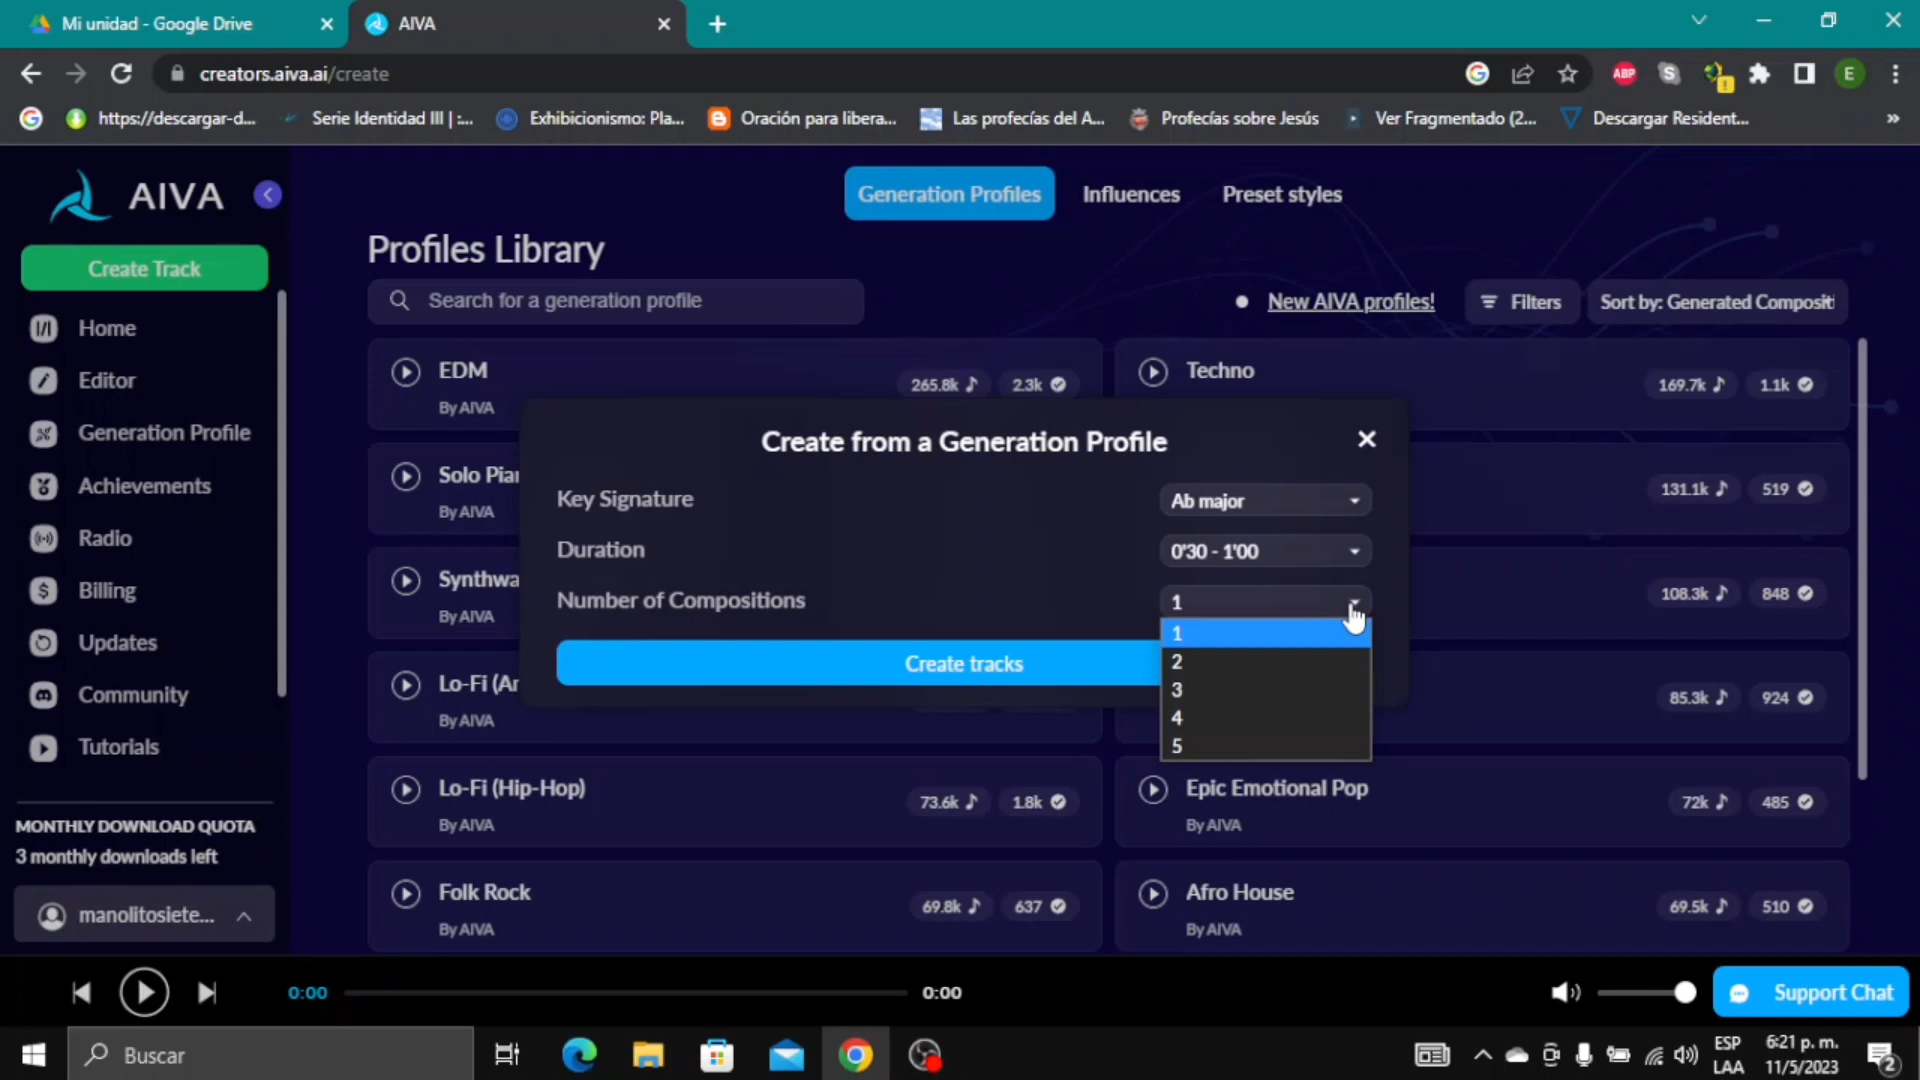 Mi unidad - Google Drive
AIVA
creators.aiva.ai/create
ABP
E
https://descargar-d...
Serie Identidad III |:...
Exhibicionismo: Pla...
Oración para libera...
Las profecías del A...
Profecías sobre Jesús
Ver Fragmentado (2...
Descargar Resident...
»
AIVA
Create Track
Home
Editor
Generation Profile
Achievements
Radio
Billing
Updates
Community
Tutorials
MONTHLY DOWNLOAD QUOTA
3 monthly downloads left
manolitosiete...
Generation Profiles
Influences
Preset styles
Profiles Library
Search for a generation profile
New AIVA profiles!
Filters
Sort by: Generated Compositi
EDM
By AIVA
265.8k
2.3k
Techno
169.7k
1.1k
Solo Pian
By AIVA
131.1k
519
Synthwa
By AIVA
108.3k
848
Lo-Fi (Ar
By AIVA
85.3k
924
Lo-Fi (Hip-Hop)
By AIVA
73.6k
1.8k
Epic Emotional Pop
By AIVA
72k
485
Folk Rock
By AIVA
69.8k
637
Afro House
By AIVA
69.5k
510
Create from a Generation Profile
Key Signature
Ab major
Duration
0'30 - 1'00
Number of Compositions
1
1
2
3
4
5
Create tracks
0:00
0:00
Support Chat
Buscar
ESP
LAA
6:21 p. m.
11/5/2023
2